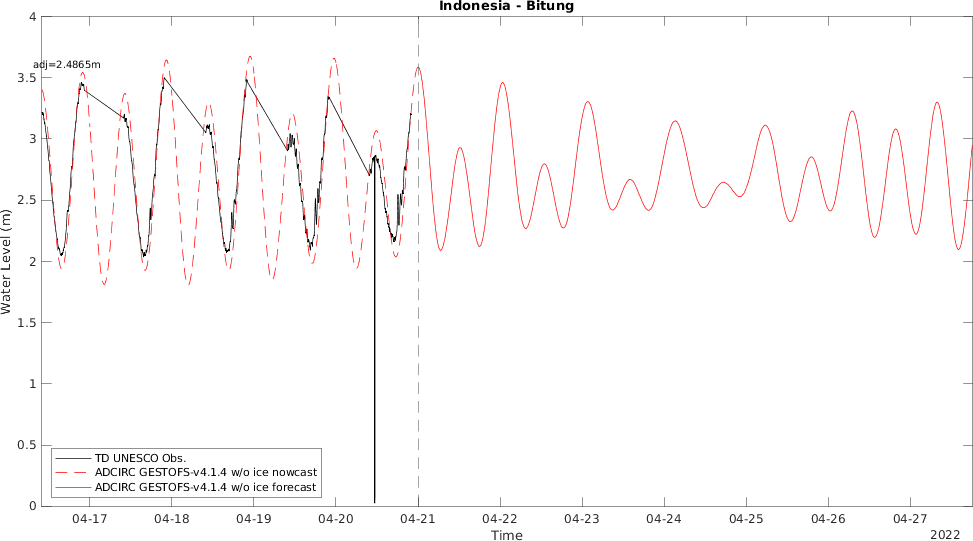 Indonesia - Bitung
adj=2.4865m
4
3.5
3
2.5
2
1.5
1
0.5
0
Water Level (m)
TD UNESCO Obs.
ADCIRC GESTOFS-v4.1.4 w/o ice nowcast
ADCIRC GESTOFS-v4.1.4 w/o ice forecast
04-17 04-18 04-19 04-20 04-21 04-22 04-23 04-24 04-25 04-26 04-27
Time
2022